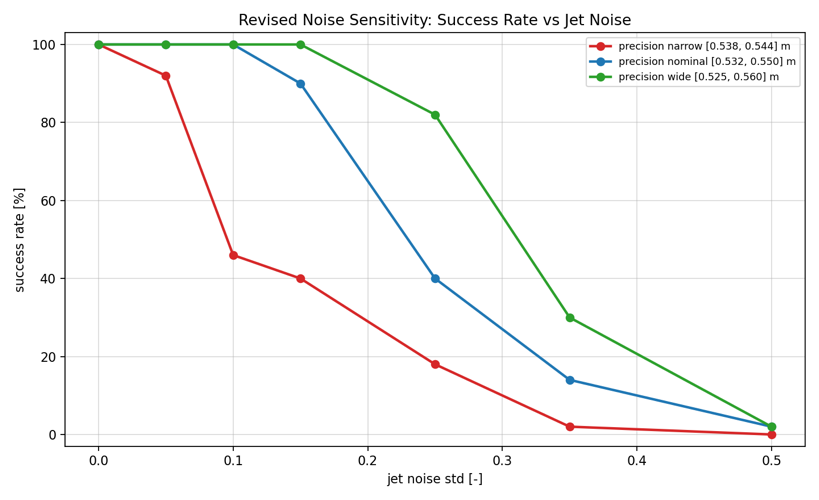 Revised Noise Sensitivity: Success Rate vs Jet Noise
precision narrow [0.538, 0.544] m
precision nominal [0.532, 0.550] m
precision wide [0.525, 0.560] m
success rate [%]
100
80
60
40
20
0
0.0 0.1 0.2 0.3 0.4 0.5
jet noise std [-]